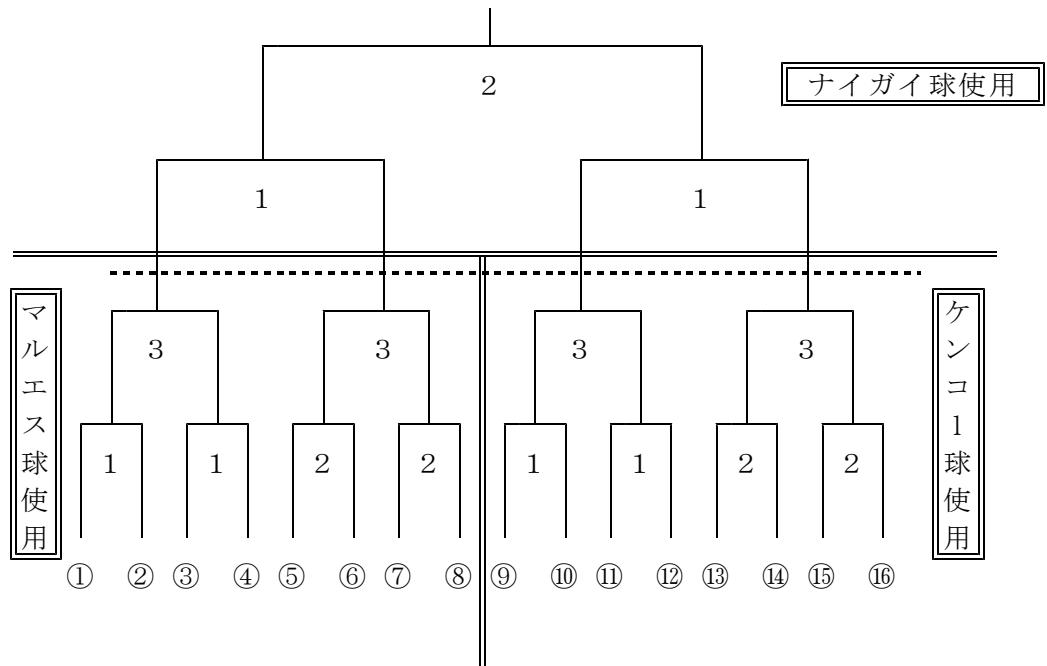 2
ナイガイ球使用
1 1
マルエス球使用
ケンコー球使用
3 3 3 3
1 1 2 2 1 1 2 2
① ② ③ ④ ⑤ ⑥ ⑦ ⑧ ⑨ ⑩ ⑪ ⑫ ⑬ ⑭ ⑮ ⑯